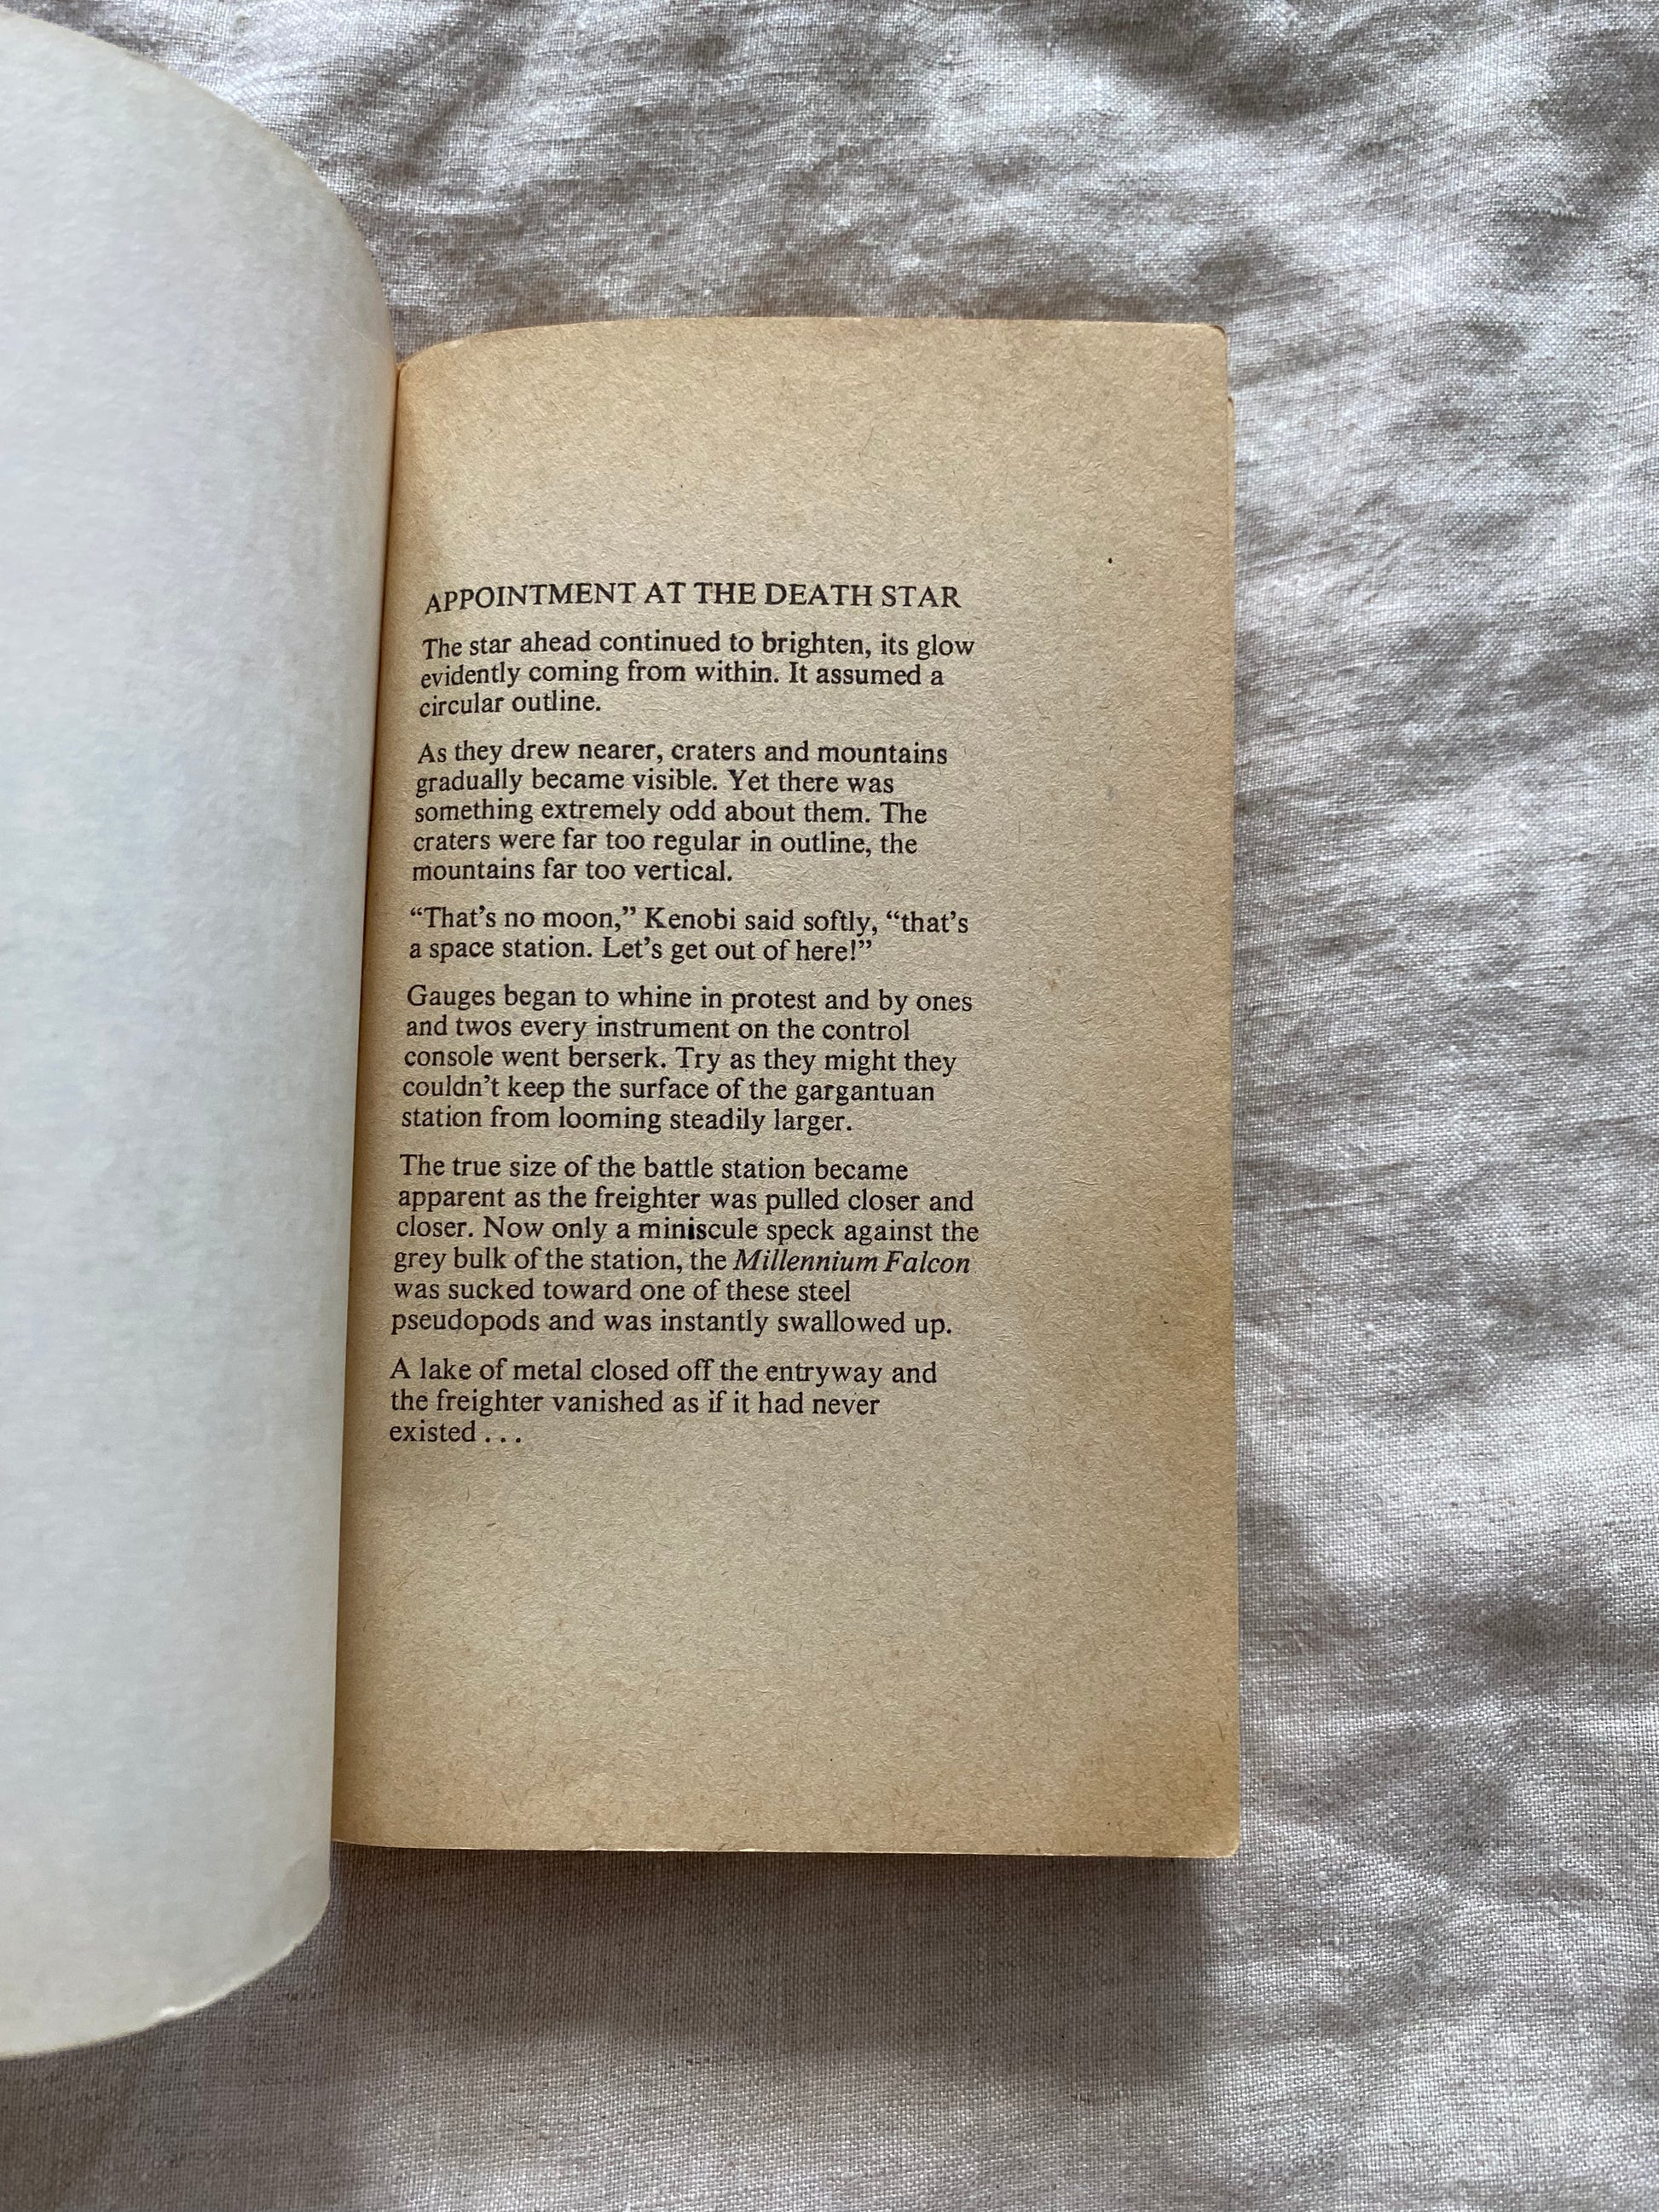 APPOINTMENT AT THE DEATH STAR
The star ahead continued to brighten, its glow
evidently coming from within. It assumed a
circular outline.
As they drew nearer, craters and mountains
gradually became visible. Yet there was
something extremely odd about them. The
craters were far too regular in outline, the
mountains far too vertical.
“That’s no moon,” Kenobi said softly, “that’s
a space station. Let’s get out of here!”
Gauges began to whine in protest and by ones
and twos every instrument on the control
console went berserk. Try as they might they
couldn’t keep the surface of the gargantuan
station from looming steadily larger.
The true size of the battle station became
apparent as the freighter was pulled closer and
closer. Now only a miniscule speck against the
grey bulk of the station, the Millennium Falcon
was sucked toward one of these steel
pseudopods and was instantly swallowed up.
A lake of metal closed off the entryway and
the freighter vanished as if it had never
existed . . .